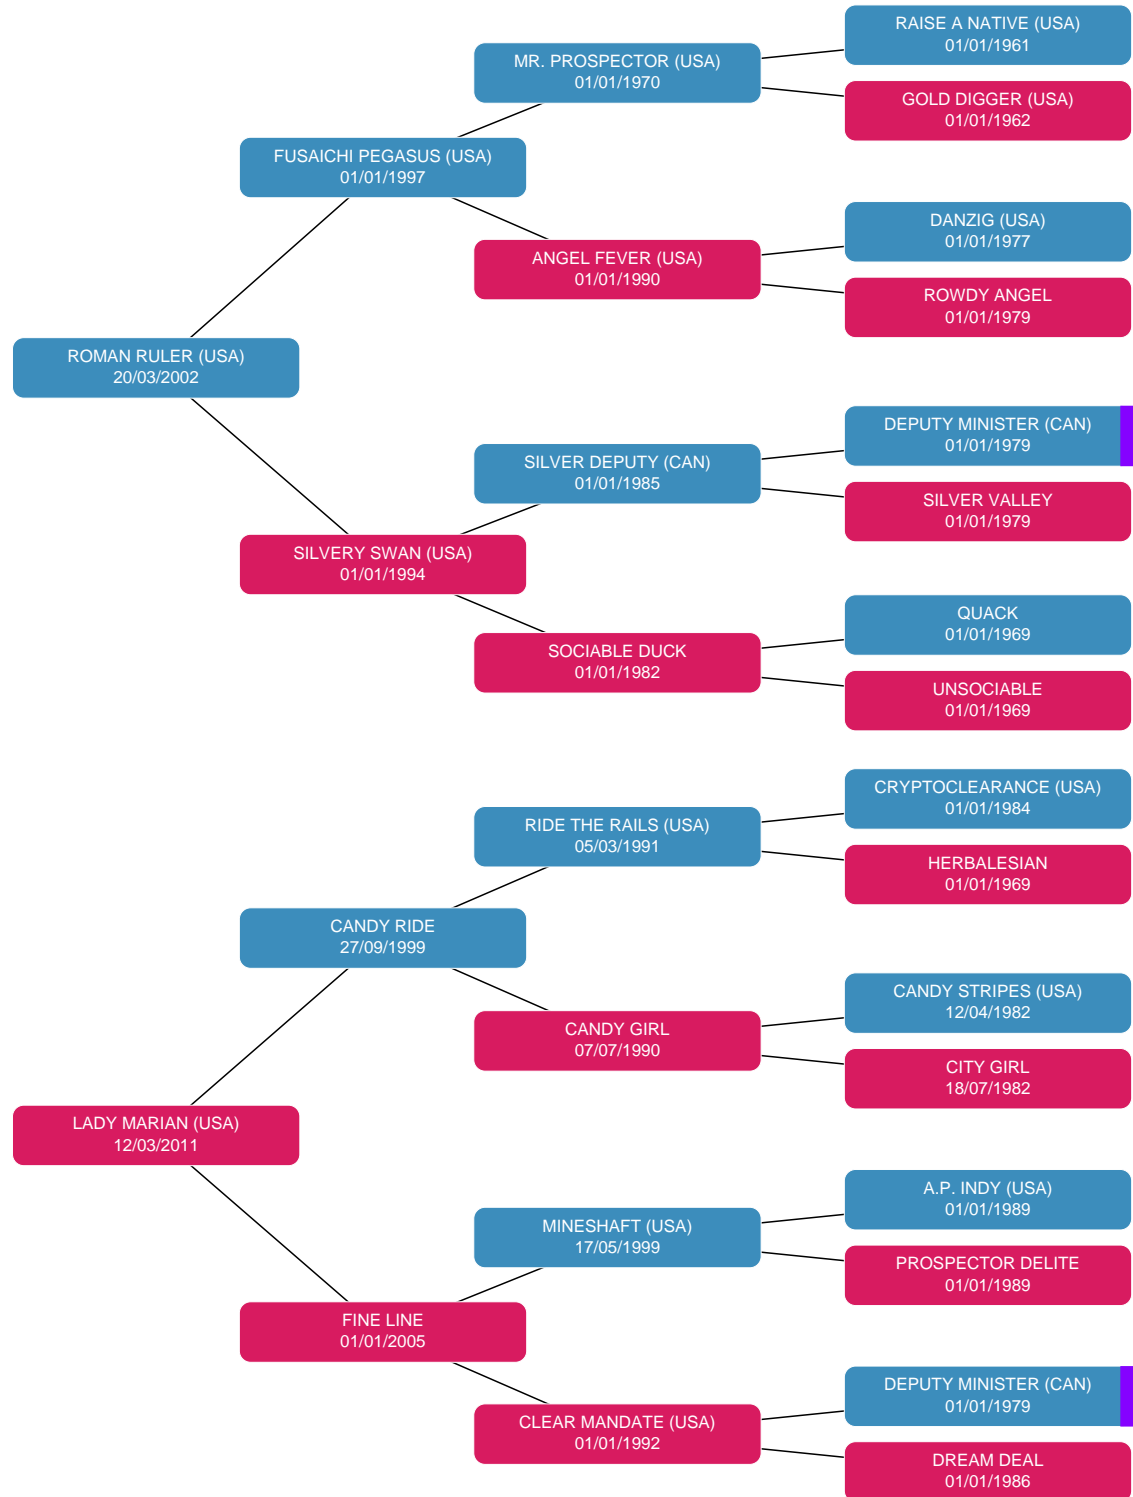 RAISE A NATIVE (USA)
01/01/1961
MR. PROSPECTOR (USA)
01/01/1970
GOLD DIGGER (USA)
01/01/1962
FUSAICHI PEGASUS (USA)
01/01/1997
DANZIG (USA)
01/01/1977
ANGEL FEVER (USA)
01/01/1990
ROWDY ANGEL
01/01/1979
ROMAN RULER (USA)
20/03/2002
DEPUTY MINISTER (CAN)
01/01/1979
SILVER DEPUTY (CAN)
01/01/1985
SILVER VALLEY
01/01/1979
SILVERY SWAN (USA)
01/01/1994
QUACK
01/01/1969
SOCIABLE DUCK
01/01/1982
UNSOCIABLE
01/01/1969
CRYPTOCLEARANCE (USA)
01/01/1984
RIDE THE RAILS (USA)
05/03/1991
HERBALESIAN
01/01/1969
CANDY RIDE
27/09/1999
CANDY STRIPES (USA)
12/04/1982
CANDY GIRL
07/07/1990
CITY GIRL
18/07/1982
LADY MARIAN (USA)
12/03/2011
A.P. INDY (USA)
01/01/1989
MINESHAFT (USA)
17/05/1999
PROSPECTOR DELITE
01/01/1989
FINE LINE
01/01/2005
DEPUTY MINISTER (CAN)
01/01/1979
CLEAR MANDATE (USA)
01/01/1992
DREAM DEAL
01/01/1986